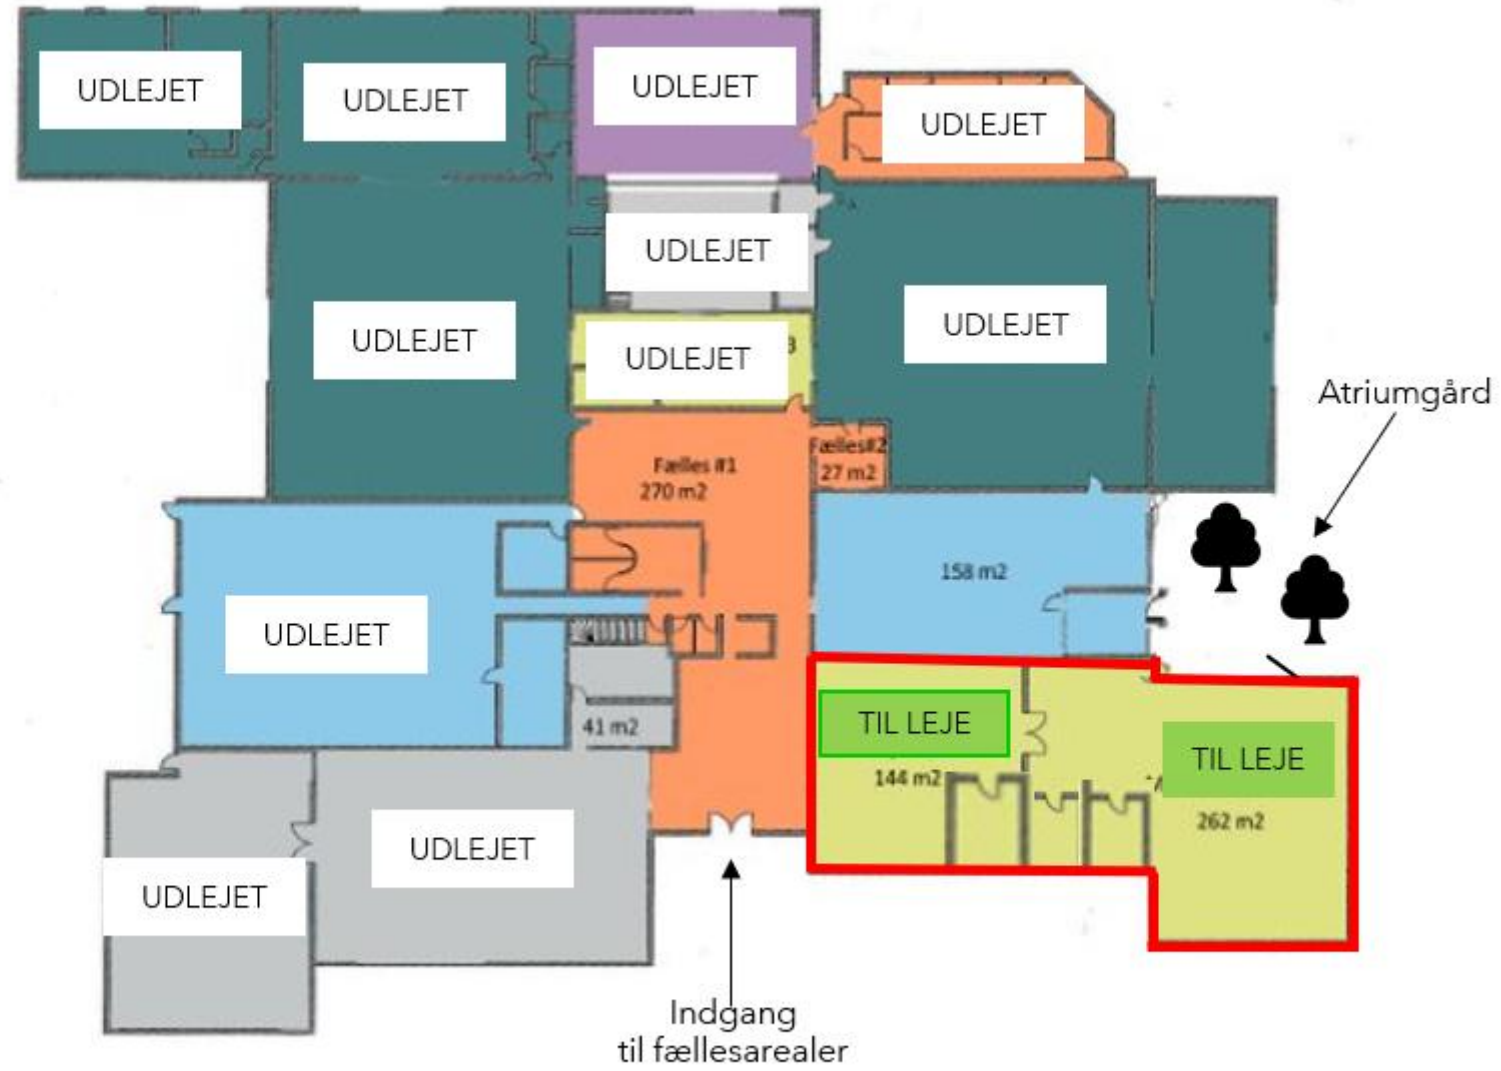 UDLEJET
UDLEJET
UDLEJET
UDLEJET
UDLEJET
UDLEJET
UDLEJET
UDLEJET
3
Atriumgård
Fælles #1
270 m2
Fælles#2
27 m2
158 m2
UDLEJET
41 m2
TIL LEJE
144 m2
TIL LEJE
262 m2
UDLEJET
UDLEJET
Indgang
til fællesarealer